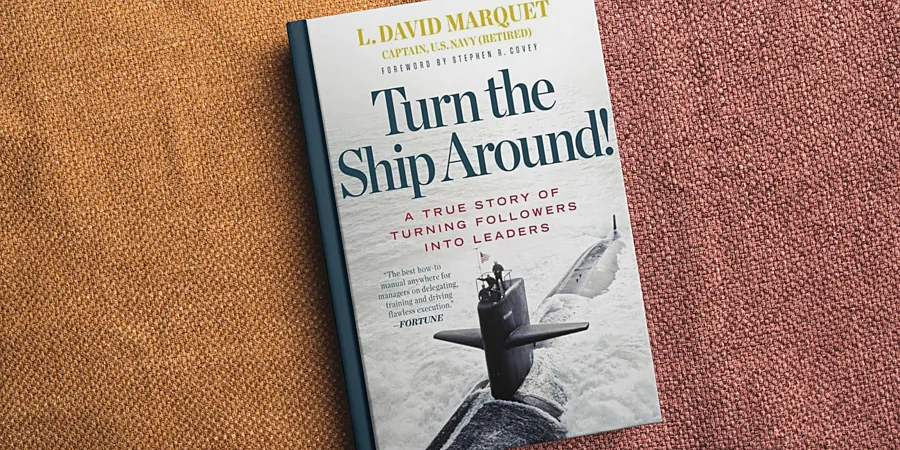 L. DAVID MARQUET
CAPTAIN, U.S. NAVY (RETIRED)
FOREWORD BY STEPHEN R. COVEY
Turn the
Ship Around!
A TRUE STORY OF
TURNING FOLLOWERS
INTO LEADERS
"The best how-to
manual anywhere for
managers on delegating,
training and driving
flawless execution."
—FORTUNE